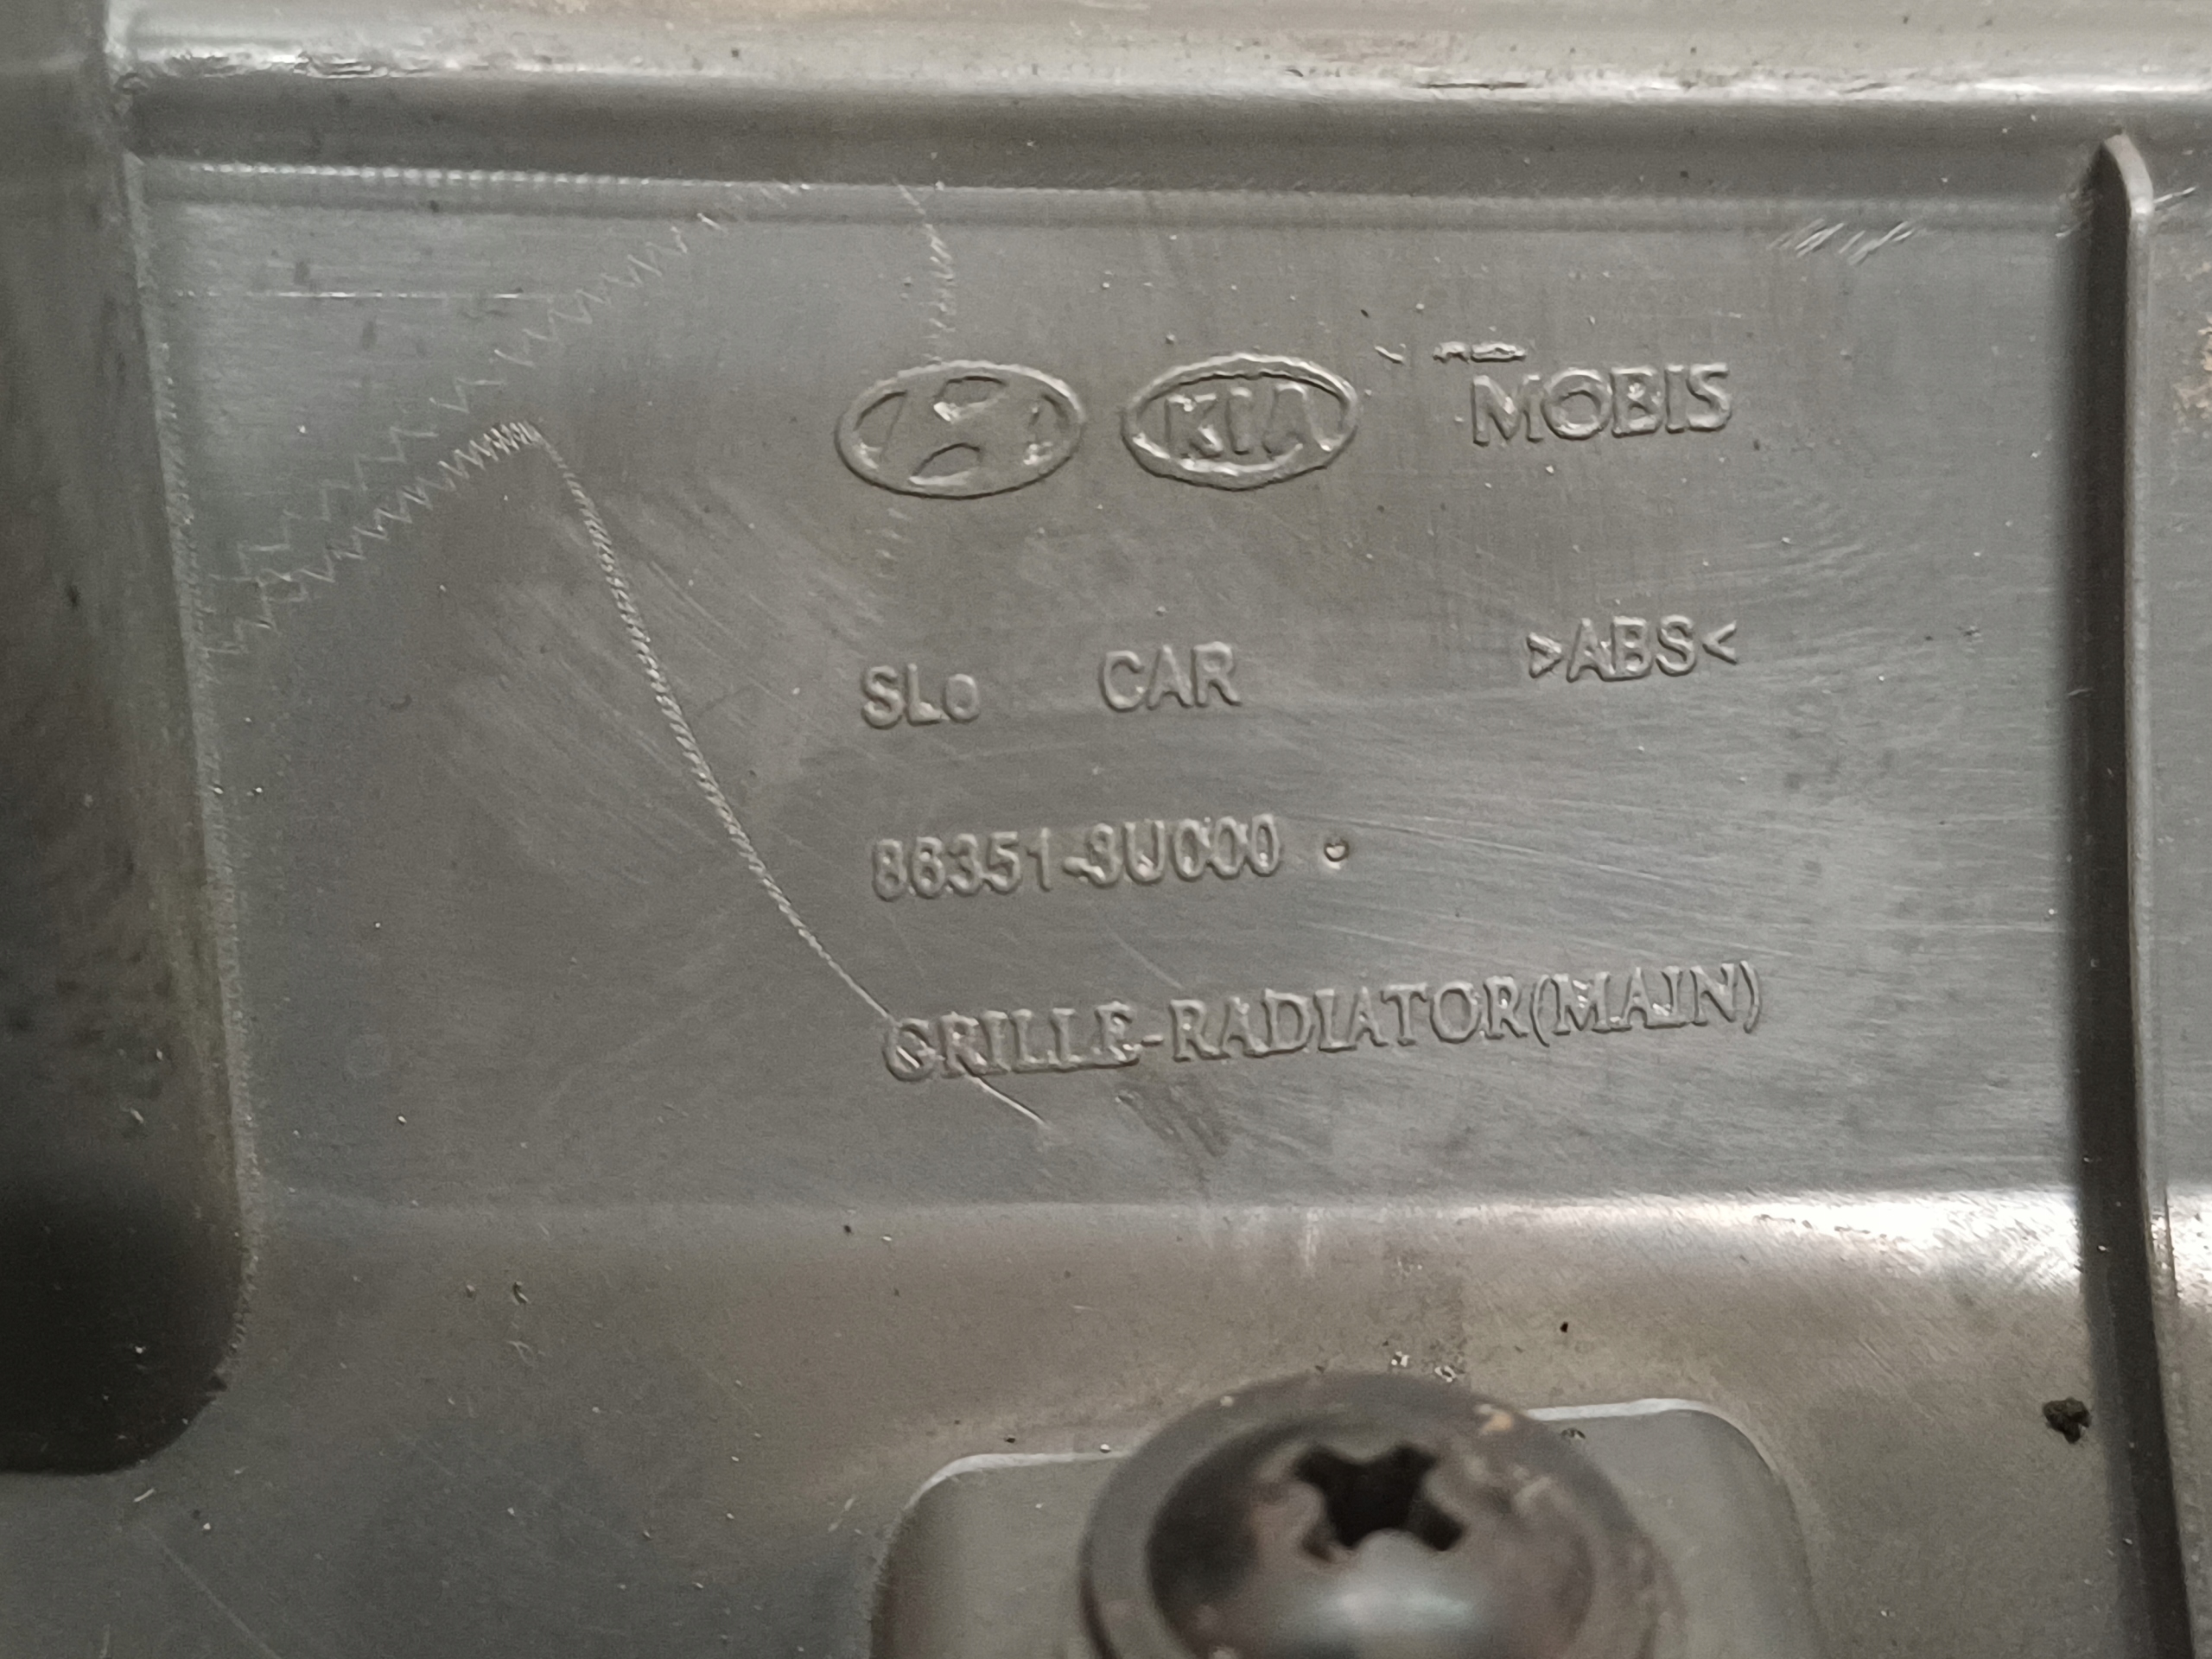 KIA MOBIS
SLo CAR >ABS<
86351-3U000
GRILLE-RADIATOR(MAIN)